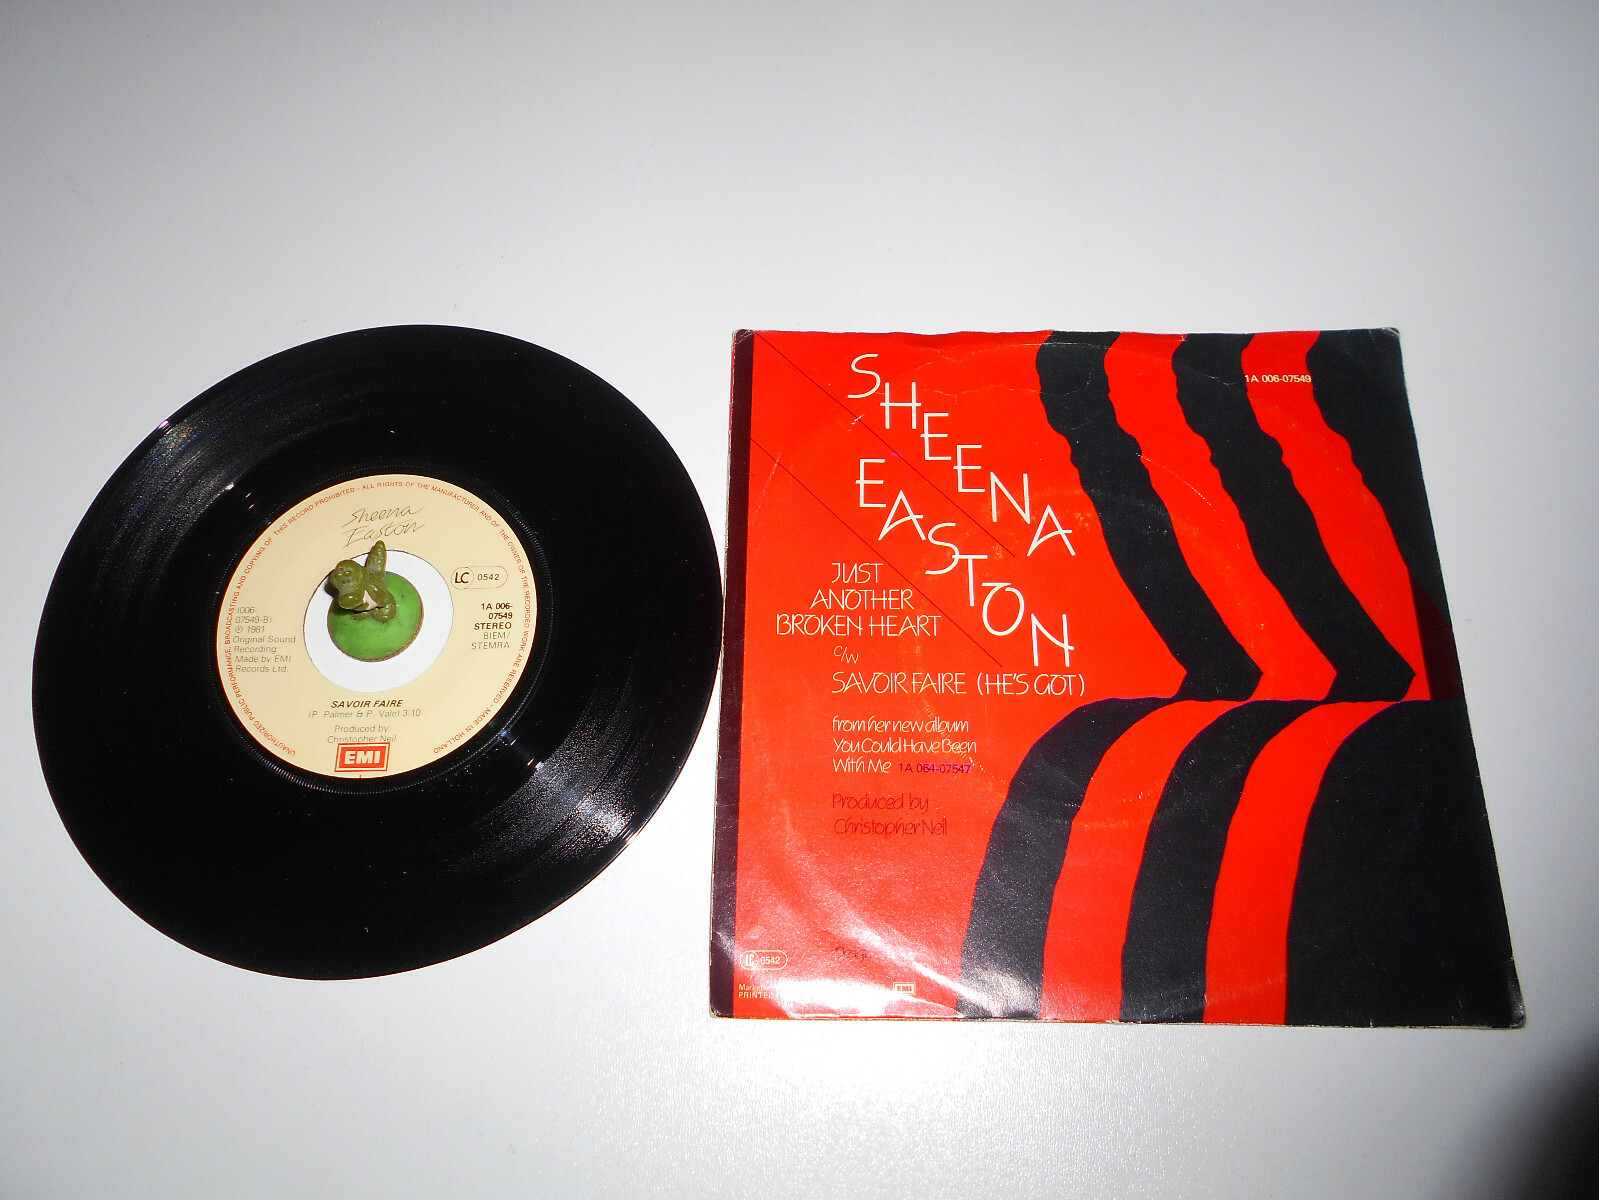 UNAUTHORIZED PUBLIC PERFORMANCE, BROADCASTING AND COPYING OF THIS RECORD PROHIBITED - ALL RIGHTS OF THE MANUFACTURER AND OF THE OWNER OF THE RECORDED WORK ARE RESERVED - MADE IN HOLLAND
Sheena
Easton
LC 0542
1A 006-
07549
STEREO
BIEM/
STEMRA
(006-
07549-B)
℗ 1981
Original Sound
Recording
Made by EMI
Records Ltd.
SAVOIR FAIRE
(P. Palmer & P. Vale) 3:10
Produced by:
Christopher Neil
EMI
1A 006-07549
SHEENA
EASTON
JUST
ANOTHER
BROKEN HEART
c/w
SAVOIR FAIRE (HE'S GOT)
from her new album
You Could Have Been
With Me 1A 064-07547
Produced by
Christopher Neil
LC 0542
PRINTED
EMI